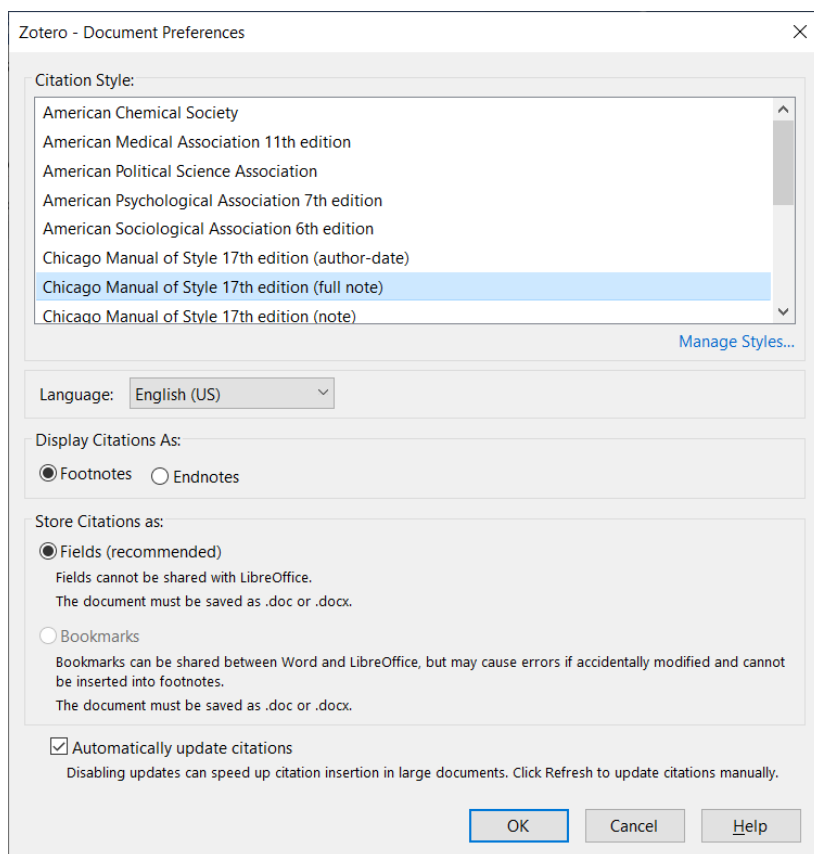 Zotero - Document Preferences
Citation Style:
American Chemical Society
American Medical Association 11th edition
American Political Science Association
American Psychological Association 7th edition
American Sociological Association 6th edition
Chicago Manual of Style 17th edition (author-date)
Chicago Manual of Style 17th edition (full note)
Chicago Manual of Style 17th edition (note)
Manage Styles...
Language: English (US)
Display Citations As:
Footnotes Endnotes
Store Citations as:
Fields (recommended)
Fields cannot be shared with LibreOffice.
The document must be saved as .doc or .docx.
Bookmarks
Bookmarks can be shared between Word and LibreOffice, but may cause errors if accidentally modified and cannot
be inserted into footnotes.
The document must be saved as .doc or .docx.
Automatically update citations
Disabling updates can speed up citation insertion in large documents. Click Refresh to update citations manually.
OK Cancel Help